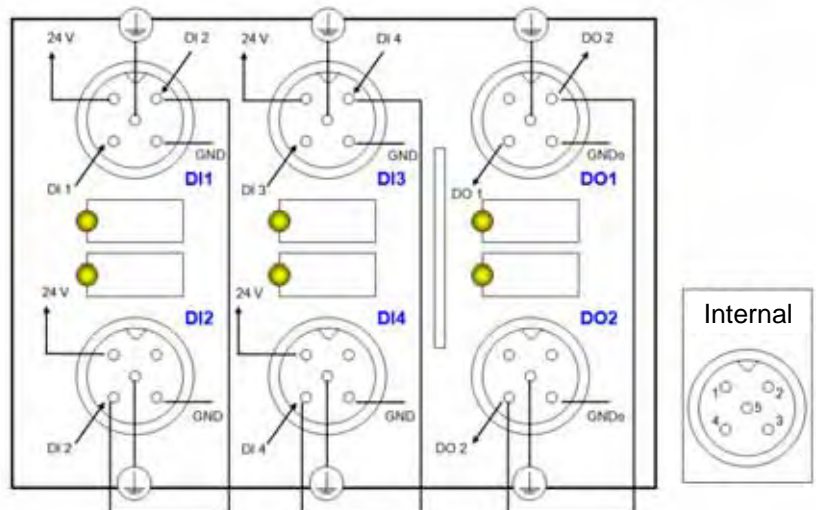 24 V DI 2 24 V DI 4 DO 2
GND GND GNDo
DI 1 DI1 DI 3 DI3 DO 1 DO1
24 V DI2 24 V DI4 DO2
GND GND GNDo
DI 2 DI 4 DO 2
Internal
1 2
5
4 3